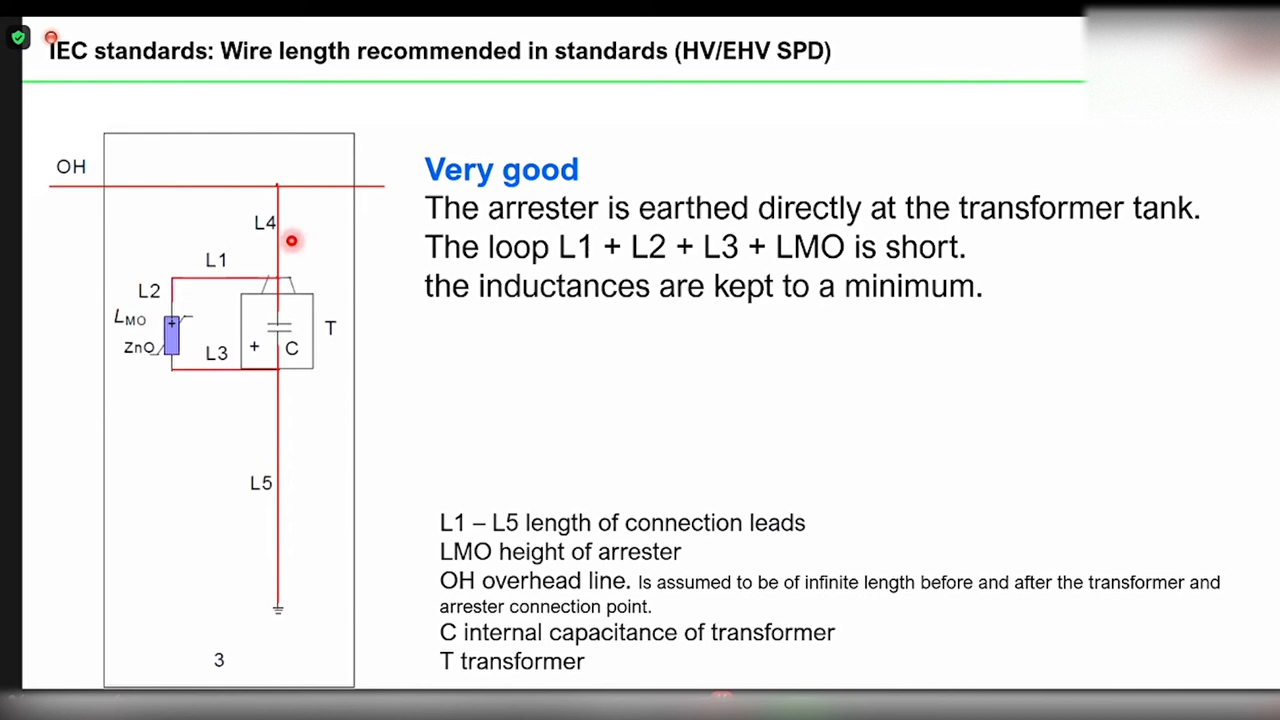 IEC standards: Wire length recommended in standards (HV/EHV SPD)
OH
L4
L1
L2
LMO
ZnO
L3
+
+
C
T
L5
3
Very good
The arrester is earthed directly at the transformer tank.
The loop L1 + L2 + L3 + LMO is short.
the inductances are kept to a minimum.
L1 – L5 length of connection leads
LMO height of arrester
OH overhead line. Is assumed to be of infinite length before and after the transformer and
arrester connection point.
C internal capacitance of transformer
T transformer